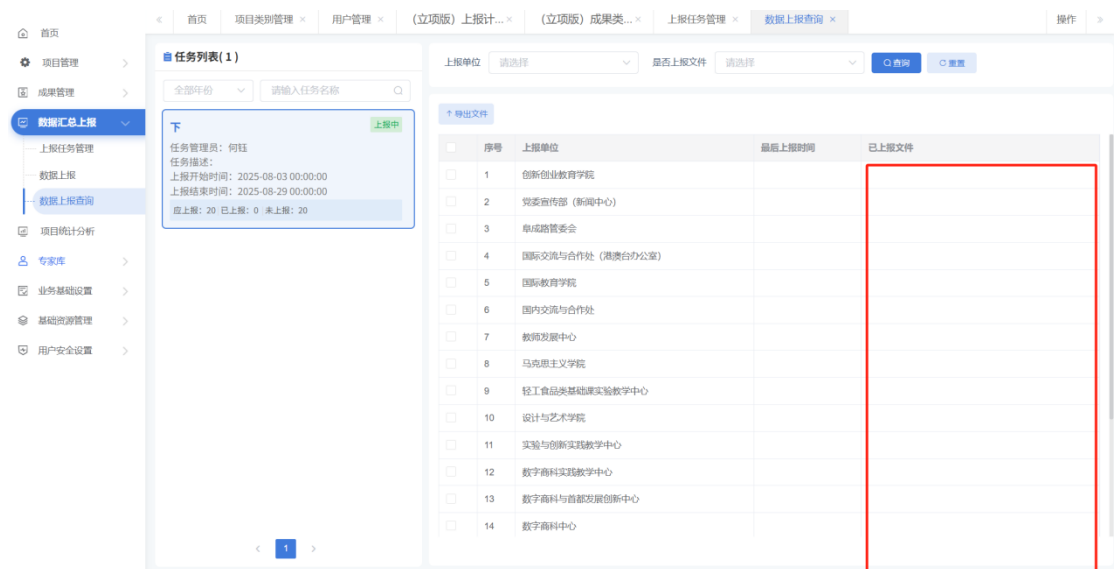 « 首页 项目类别管理 × 用户管理 × (立项版) 上报计...× (立项版) 成果类...× 上报任务管理 × 数据上报查询 × 操作 »
首页
项目管理
成果管理
数据汇总上报
上报任务管理
数据上报
数据上报查询
项目统计分析
专家库
业务基础设置
基础资源管理
用户安全设置
任务列表( 1 )
全部年份 请输入任务名称
下 上报中
任务管理员：何钰
任务描述：
上报开始时间：2025-08-03 00:00:00
上报结束时间：2025-08-29 00:00:00
应上报：20 已上报：0 未上报：20
< 1 >
上报单位 请选择 是否上报文件 请选择 查询 重置
导出文件
序号 上报单位 最后上报时间 已上报文件
1 创新创业教育学院
2 党委宣传部（新闻中心）
3 阜成路管委会
4 国际交流与合作处（港澳台办公室）
5 国际教育学院
6 国内交流与合作处
7 教师发展中心
8 马克思主义学院
9 轻工食品类基础课实验教学中心
10 设计与艺术学院
11 实验与创新实践教学中心
12 数字商科实践教学中心
13 数字商科与首都发展创新中心
14 数字商科中心